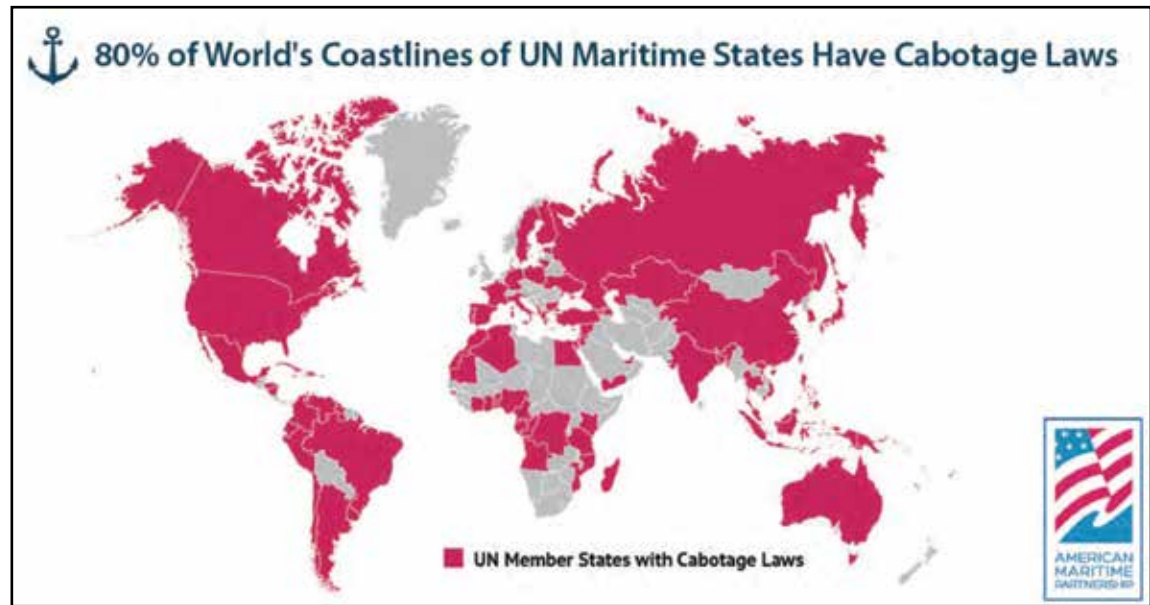 80% of World's Coastlines of UN Maritime States Have Cabotage Laws
UN Member States with Cabotage Laws
AMERICAN
MARITIME
PARTNERSHIP